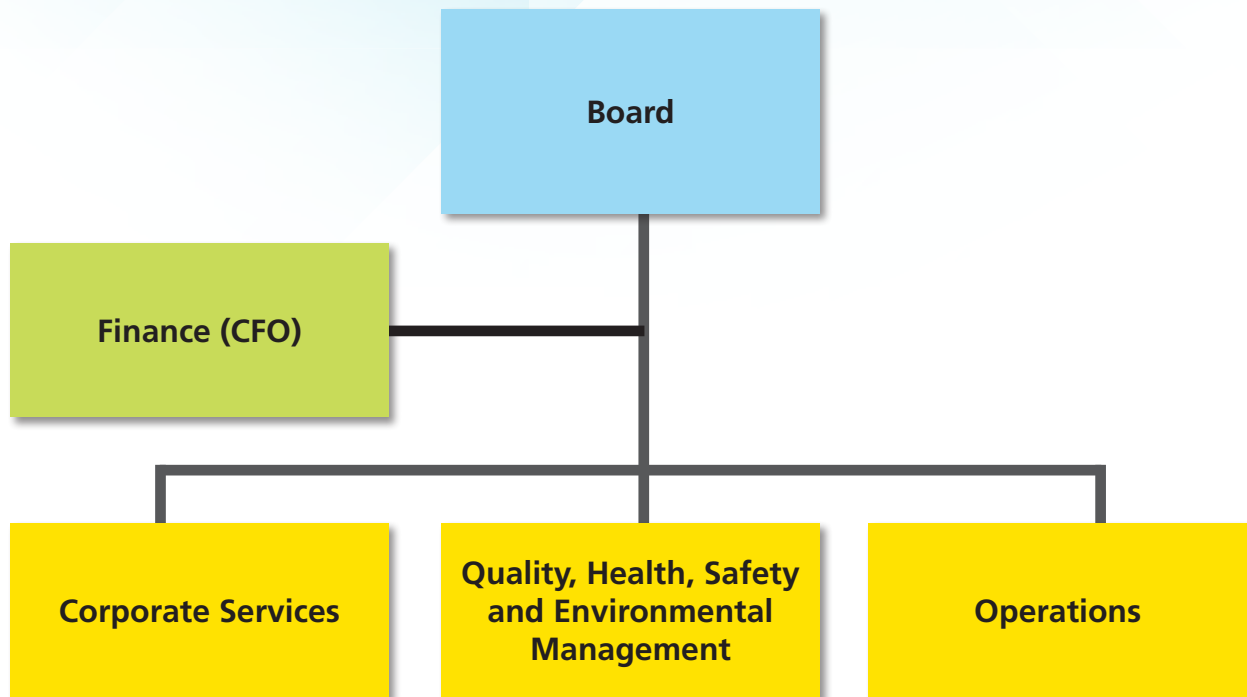 Board
Finance (CFO)
Corporate Services
Quality, Health, Safety
and Environmental
Management
Operations